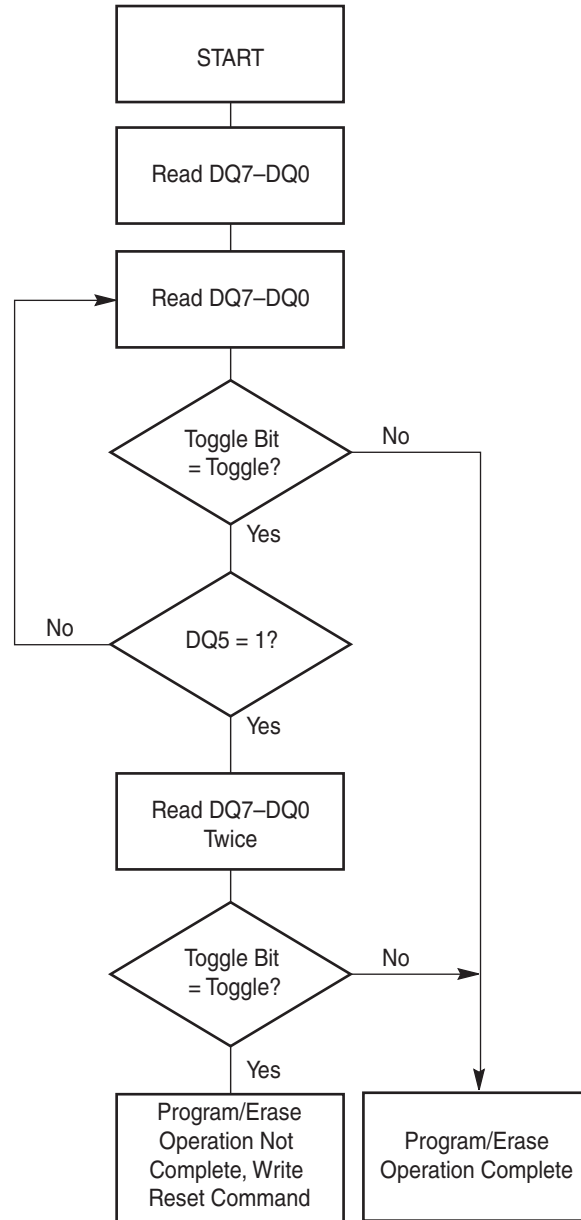 START
Read DQ7–DQ0
Read DQ7–DQ0
Toggle Bit
= Toggle?
No
Yes
No
DQ5 = 1?
Yes
Read DQ7–DQ0
Twice
Toggle Bit
= Toggle?
No
Yes
Program/Erase
Operation Not
Complete, Write
Reset Command
Program/Erase
Operation Complete